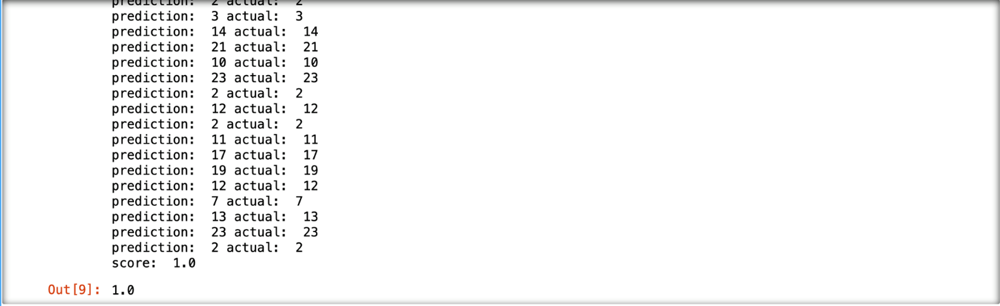 prediction:  2 actual:  2
prediction:  3 actual:  3
prediction:  14 actual:  14
prediction:  21 actual:  21
prediction:  10 actual:  10
prediction:  23 actual:  23
prediction:  2 actual:  2
prediction:  12 actual:  12
prediction:  2 actual:  2
prediction:  11 actual:  11
prediction:  17 actual:  17
prediction:  19 actual:  19
prediction:  12 actual:  12
prediction:  7 actual:  7
prediction:  13 actual:  13
prediction:  23 actual:  23
prediction:  2 actual:  2
score:  1.0
Out[9]: 1.0